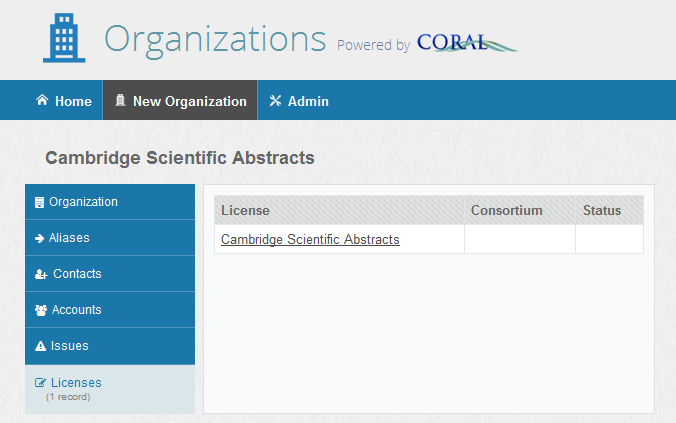 Organizations Powered by CORAL
Home New Organization Admin
Cambridge Scientific Abstracts
Organization
Aliases
Contacts
Accounts
Issues
Licenses
(1 record)
License Consortium Status
Cambridge Scientific Abstracts